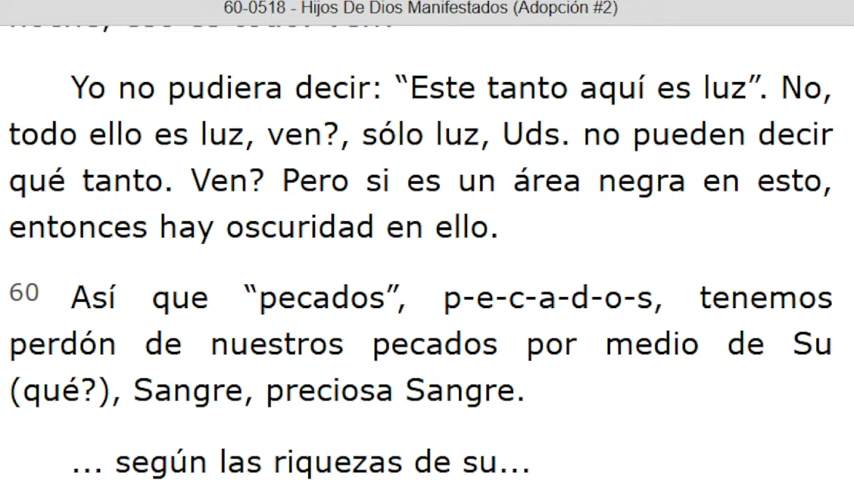 60-0518 - Hijos De Dios Manifestados (Adopción #2)
Yo no pudiera decir: “Este tanto aquí es luz”. No,
todo ello es luz, ven?, sólo luz, Uds. no pueden decir
qué tanto. Ven? Pero si es un área negra en esto,
entonces hay oscuridad en ello.
60 Así que “pecados”, p-e-c-a-d-o-s, tenemos
perdón de nuestros pecados por medio de Su
(qué?), Sangre, preciosa Sangre.
... según las riquezas de su...